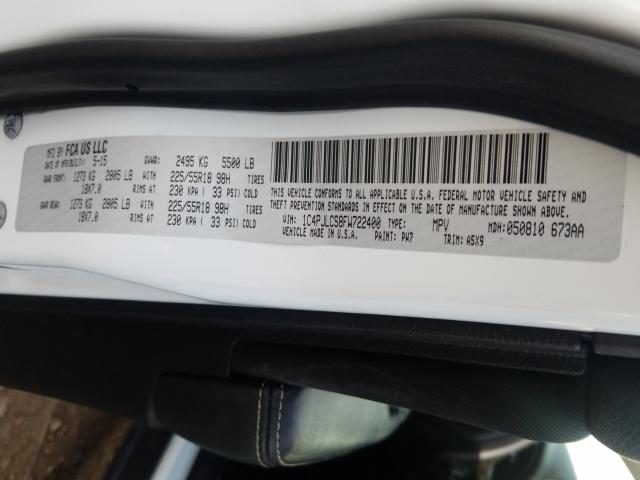 MFD BY FCA US LLC
DATE OF MFR(BUILT): 5-15 GVWR: 2495 KG 5500 LB
GAWR FRONT: 1273 KG 2805 LB WITH 225/55R18 98H TIRES
18X7.0 RIMS AT 230 KPA ( 33 PSI) COLD
GAWR REAR: 1273 KG 2805 LB WITH 225/55R18 98H TIRES
18X7.0 RIMS AT 230 KPA ( 33 PSI) COLD
THIS VEHICLE CONFORMS TO ALL APPLICABLE U.S.A. FEDERAL MOTOR VEHICLE SAFETY AND
THEFT PREVENTION STANDARDS IN EFFECT ON THE DATE OF MANUFACTURE SHOWN ABOVE.
VIN: 1C4PJLCS8FW722400 TYPE: MPV MDH: 050810 673AA
VEHICLE MADE IN U.S.A. PAINT: PW7 TRIM: A5X9